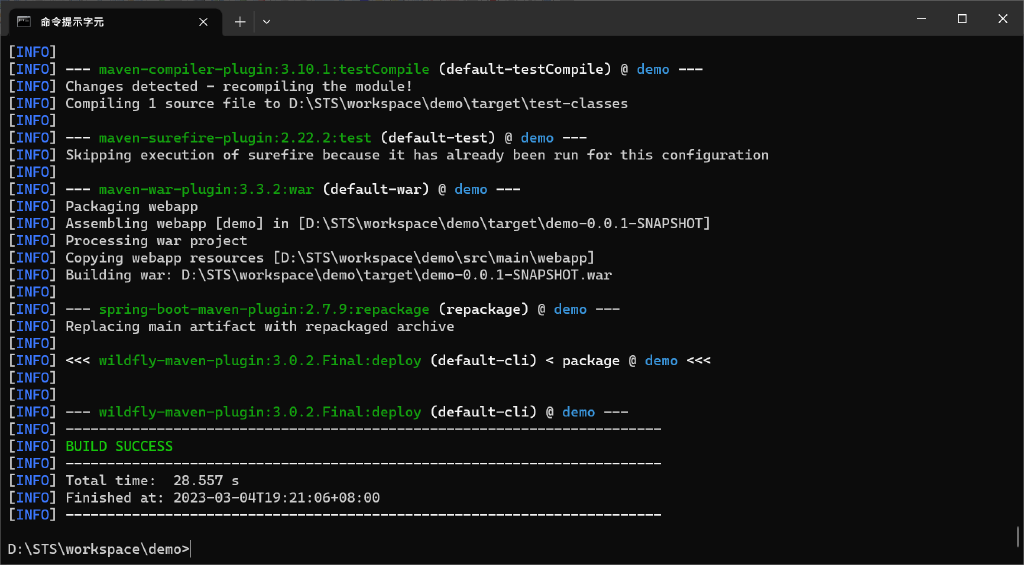 命令提示字元
[INFO]
[INFO] --- maven-compiler-plugin:3.10.1:testCompile (default-testCompile) @ demo ---
[INFO] Changes detected - recompiling the module!
[INFO] Compiling 1 source file to D:\STS\workspace\demo\target\test-classes
[INFO]
[INFO] --- maven-surefire-plugin:2.22.2:test (default-test) @ demo ---
[INFO] Skipping execution of surefire because it has already been run for this configuration
[INFO]
[INFO] --- maven-war-plugin:3.3.2:war (default-war) @ demo ---
[INFO] Packaging webapp
[INFO] Assembling webapp [demo] in [D:\STS\workspace\demo\target\demo-0.0.1-SNAPSHOT]
[INFO] Processing war project
[INFO] Copying webapp resources [D:\STS\workspace\demo\src\main\webapp]
[INFO] Building war: D:\STS\workspace\demo\target\demo-0.0.1-SNAPSHOT.war
[INFO]
[INFO] --- spring-boot-maven-plugin:2.7.9:repackage (repackage) @ demo ---
[INFO] Replacing main artifact with repackaged archive
[INFO]
[INFO] <<< wildfly-maven-plugin:3.0.2.Final:deploy (default-cli) < package @ demo <<<
[INFO]
[INFO]
[INFO] --- wildfly-maven-plugin:3.0.2.Final:deploy (default-cli) @ demo ---
[INFO] ------------------------------------------------------------------------
[INFO] BUILD SUCCESS
[INFO] ------------------------------------------------------------------------
[INFO] Total time:  28.557 s
[INFO] Finished at: 2023-03-04T19:21:06+08:00
[INFO] ------------------------------------------------------------------------
D:\STS\workspace\demo>